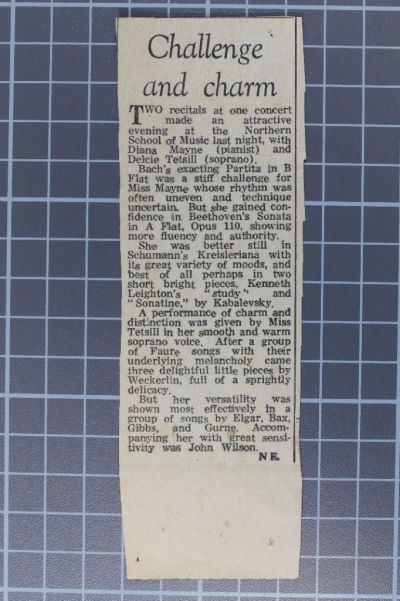 Challenge
and charm
TWO recitals at one concert
made an attractive
evening at the Northern
School of Music last night, with
Diana Mayne (pianist) and
Delcie Tetsill (soprano).
Bach's exacting Partita in B
Flat was a stiff challenge for
Miss Mayne whose rhythm was
often uneven and technique
uncertain. But she gained con-
fidence in Beethoven's Sonata
in A Flat, Opus 110, showing
more fluency and authority.
She was better still in
Schumann's Kreisleriana with
its great variety of moods, and
best of all perhaps in two
short bright pieces, Kenneth
Leighton's "study" and
"Sonatine," by Kabalevsky.
A performance of charm and
distinction was given by Miss
Tetsill in her smooth and warm
soprano voice. After a group
of Faure songs with their
underlying melancholy came
three delightful little pieces by
Weckerlin, full of a sprightly
delicacy.
But her versatility was
shown most effectively in a
group of songs by Elgar, Bax,
Gibbs, and Gurne. Accom-
panying her with great sensi-
tivity was John Wilson.
N K.